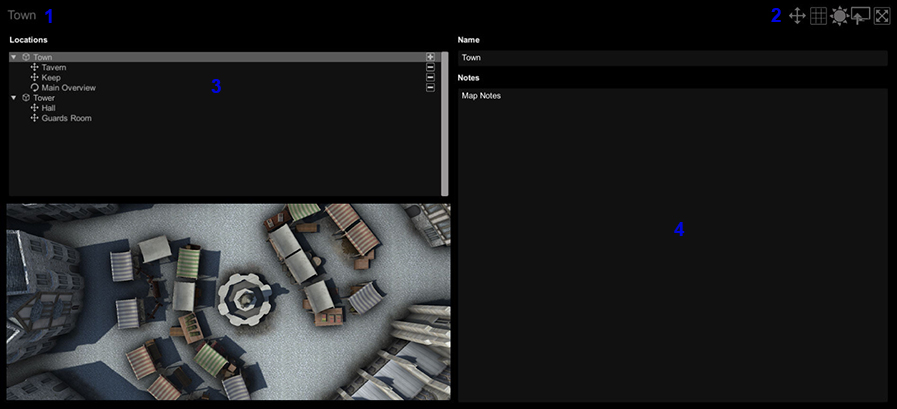 Town 1
2
Locations
Town
Tavern
Keep
Main Overview
Tower
Hall
Guards Room
3
Name
Town
Notes
Map Notes
4